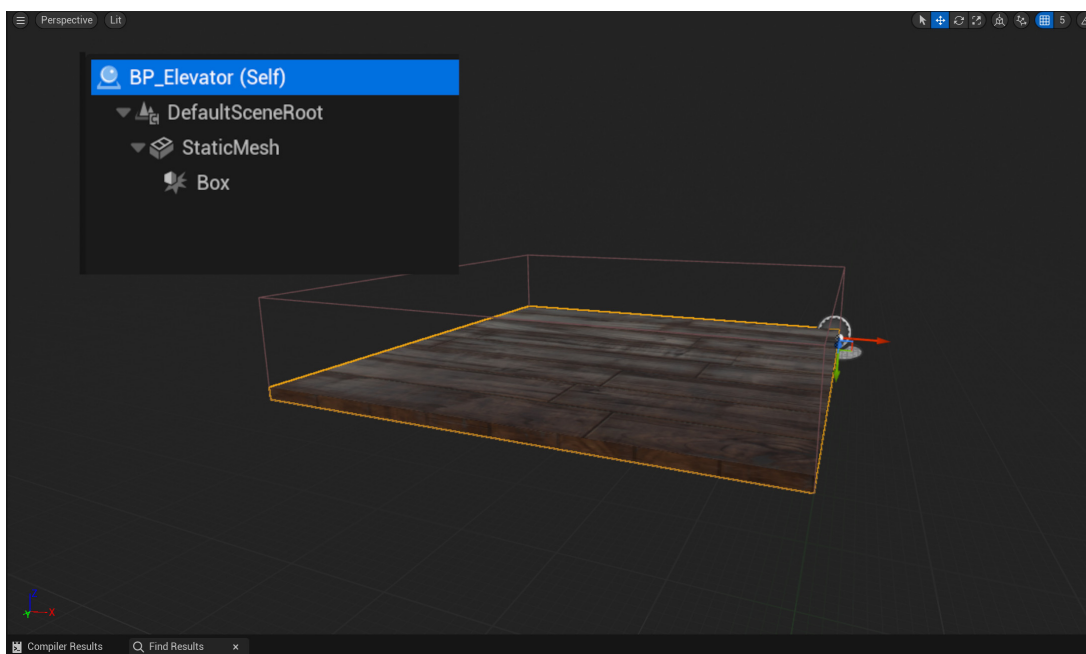 Perspective Lit 5
BP_Elevator (Self)
DefaultSceneRoot
StaticMesh
Box
Z
Y X
Compiler Results Find Results x